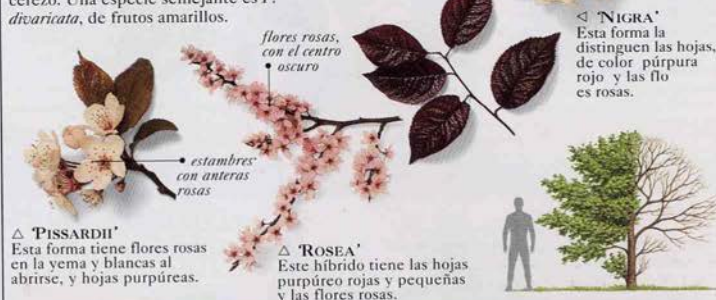 cerezo. Una especie semejante es P.
divaricata, de frutos amarillos.
flores rosas,
con el centro
oscuro
◁ 'NIGRA'
Esta forma la
distinguen las hojas,
de color púrpura
rojo y las flo
es rosas.
estambres
con anteras
rosas
△ 'PISSARDII'
Esta forma tiene flores rosas
en la yema y blancas al
abrirse, y hojas purpúreas.
△ 'ROSEA'
Este híbrido tiene las hojas
purpúreo rojas y pequeñas
y las flores rosas.